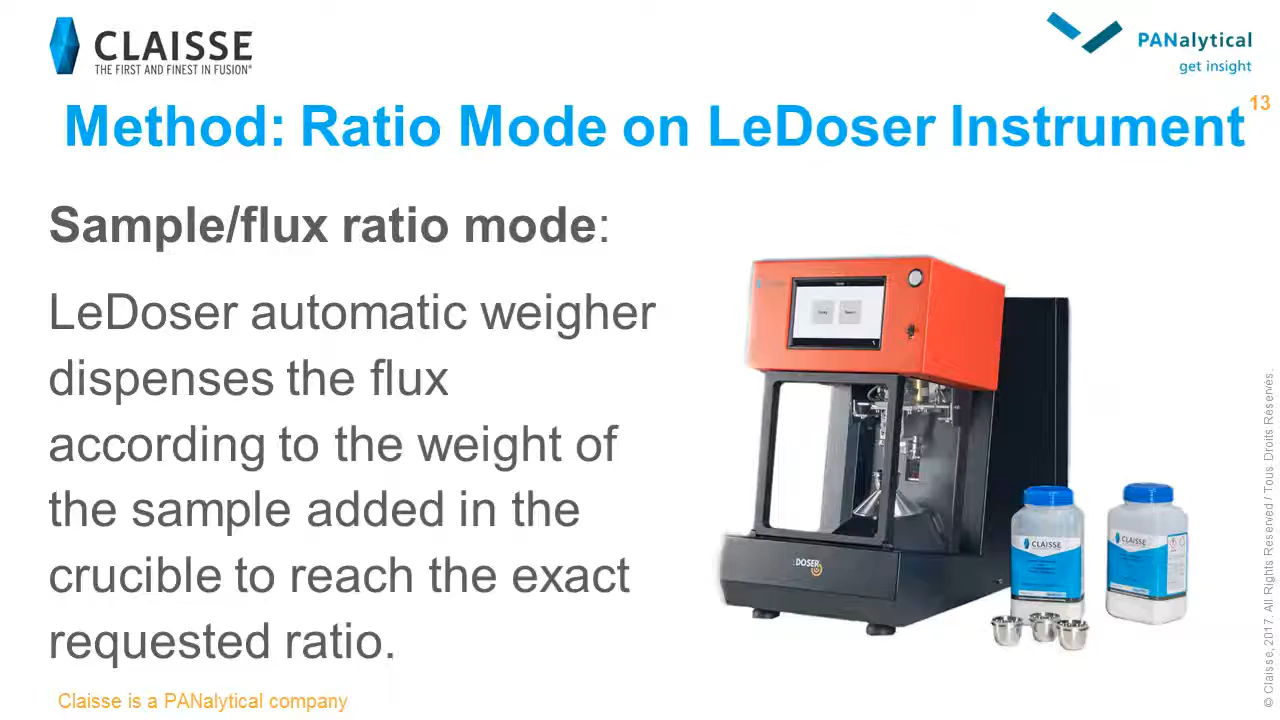 CLAISSE
THE FIRST AND FINEST IN FUSION®
PANalytical
get insight
13
Method: Ratio Mode on LeDoser Instrument
Sample/flux ratio mode:
LeDoser automatic weigher
dispenses the flux
according to the weight of
the sample added in the
crucible to reach the exact
requested ratio.
DOSER
CLAISSE
CLAISSE
Claisse is a PANalytical company
© Claisse, 2017. All Rights Reserved / Tous Droits Réservés.